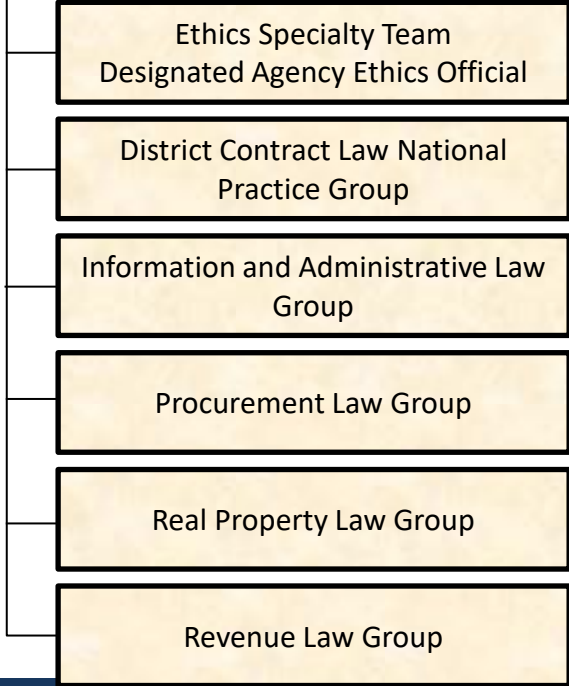 Ethics Specialty Team
Designated Agency Ethics Official
District Contract Law National
Practice Group
Information and Administrative Law
Group
Procurement Law Group
Real Property Law Group
Revenue Law Group